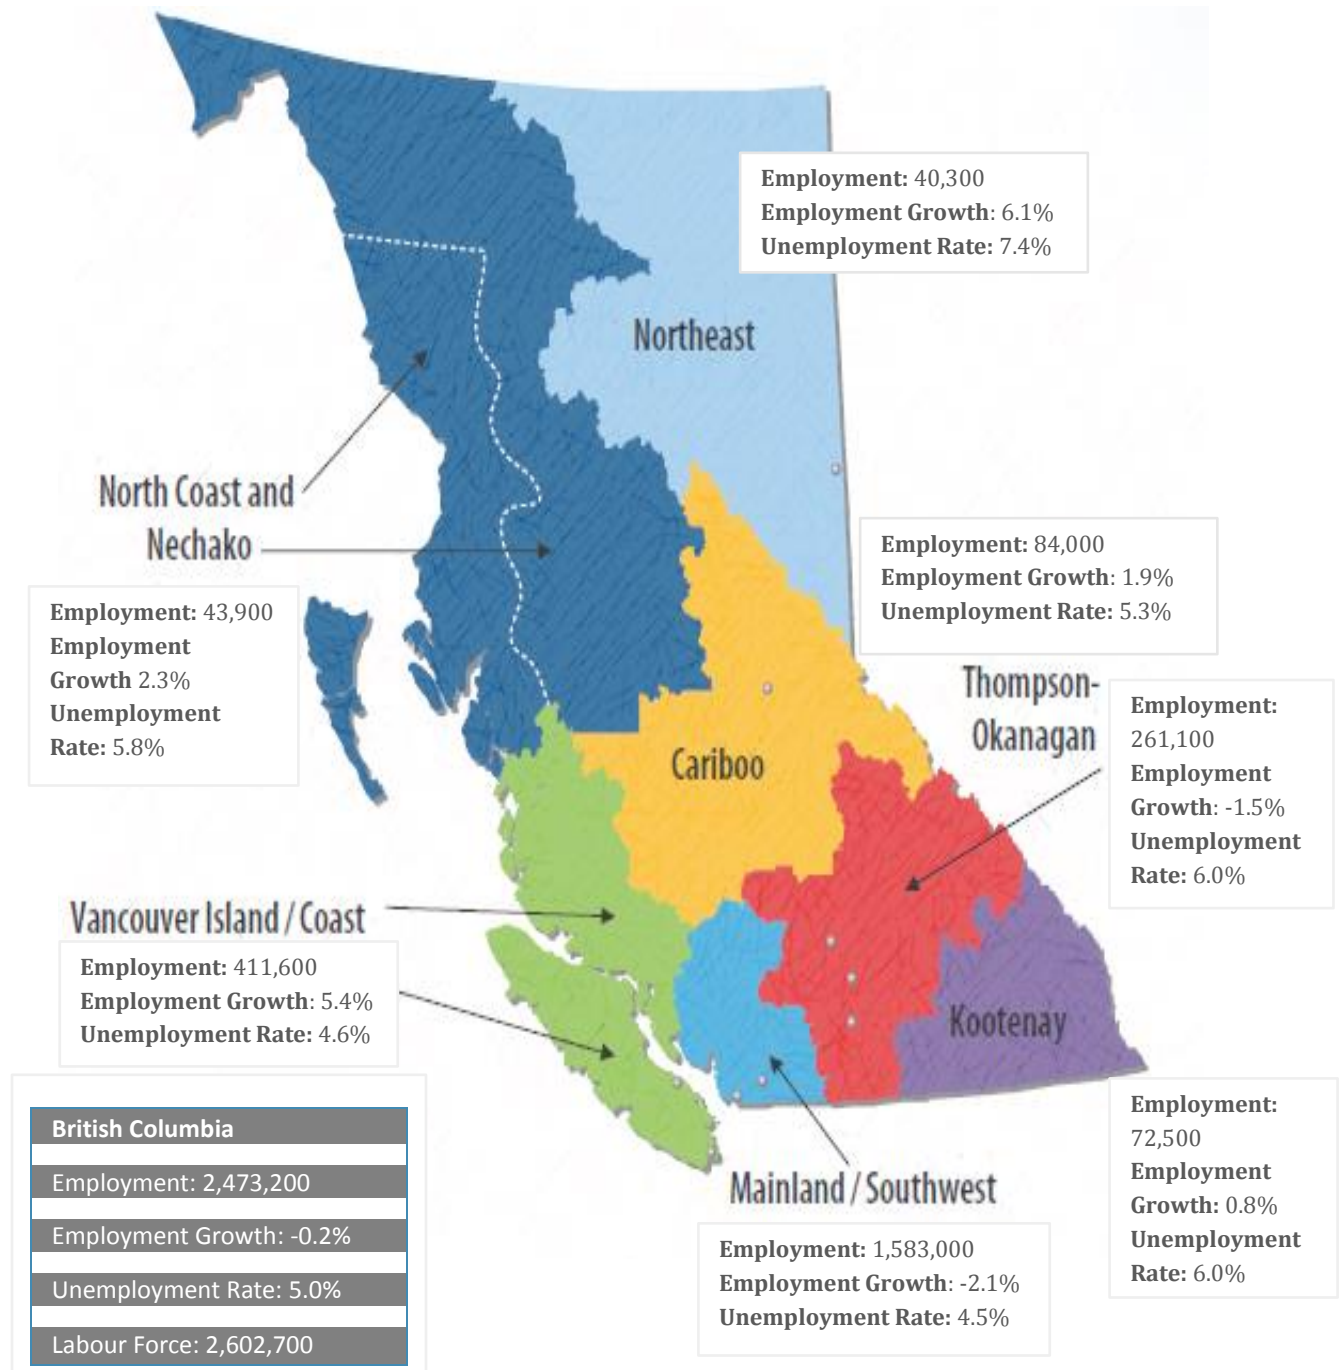 Employment: 40,300
Employment Growth: 6.1%
Unemployment Rate: 7.4%
Northeast
North Coast and
Nechako
Employment: 43,900
Employment
Growth 2.3%
Unemployment
Rate: 5.8%
Employment: 84,000
Employment Growth: 1.9%
Unemployment Rate: 5.3%
Cariboo
Thompson-
Okanagan
Employment:
261,100
Employment
Growth: -1.5%
Unemployment
Rate: 6.0%
Vancouver Island / Coast
Employment: 411,600
Employment Growth: 5.4%
Unemployment Rate: 4.6%
Kootenay
Employment:
72,500
Employment
Growth: 0.8%
Unemployment
Rate: 6.0%
Mainland / Southwest
Employment: 1,583,000
Employment Growth: -2.1%
Unemployment Rate: 4.5%
British Columbia
Employment: 2,473,200
Employment Growth: -0.2%
Unemployment Rate: 5.0%
Labour Force: 2,602,700